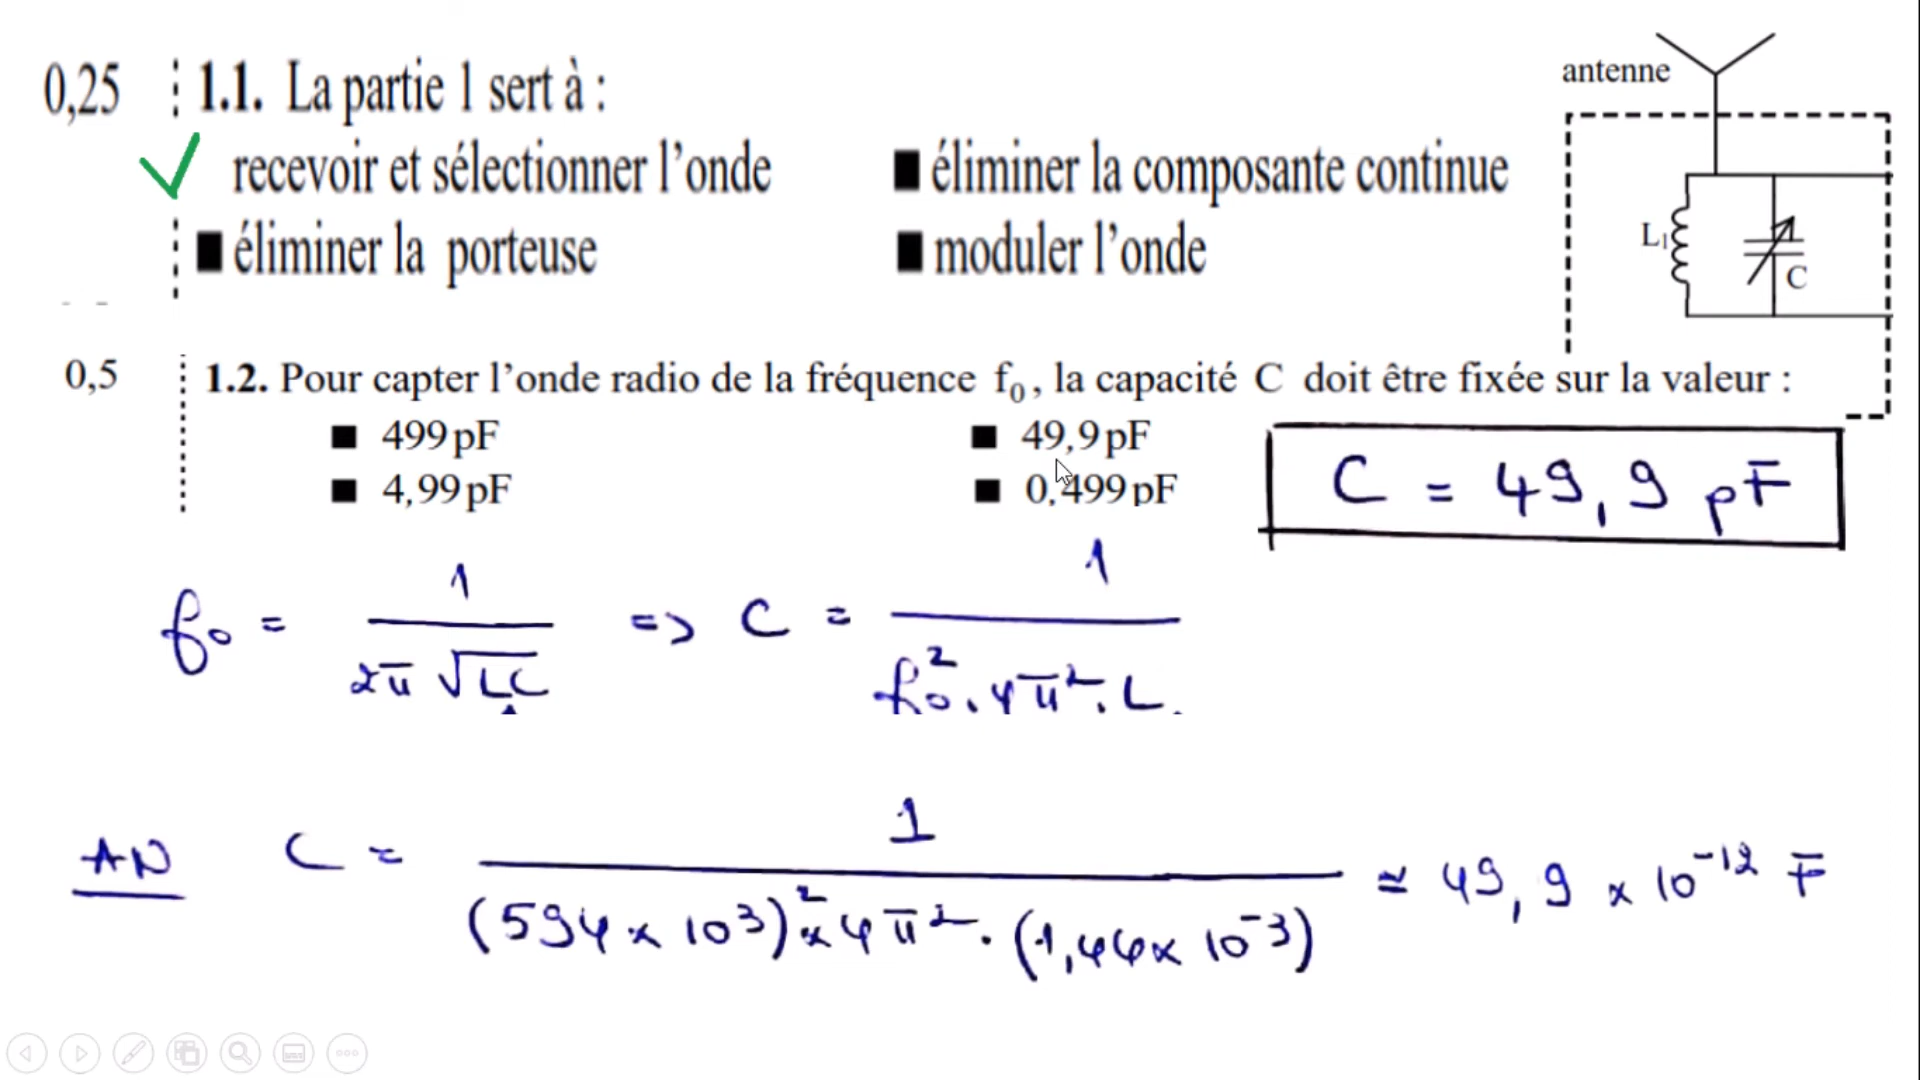 antenne
0,25 1.1. La partie 1 sert à :
recevoir et sélectionner l'onde ■ éliminer la composante continue
■ éliminer la porteuse ■ moduler l'onde
L1 C
0,5 1.2. Pour capter l'onde radio de la fréquence f₀, la capacité C doit être fixée sur la valeur :
■ 499 pF ■ 49,9 pF
■ 4,99 pF ■ 0,499 pF
C = 49,9 pF
f₀ = 1 / 2π √LC => C = 1 / f₀² . 4π² . L
AN C = 1 / (594 × 10³)² × 4π² . (1,44 × 10⁻³) ≃ 49,9 × 10⁻¹² F